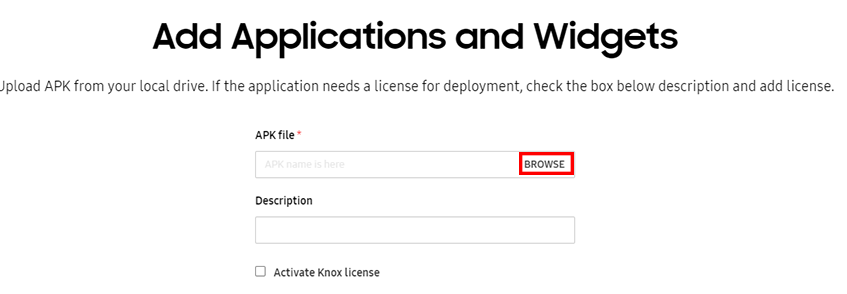 Add Applications and Widgets
Upload APK from your local drive. If the application needs a license for deployment, check the box below description and add license.
APK file *
APK name is here
BROWSE
Description
Activate Knox license